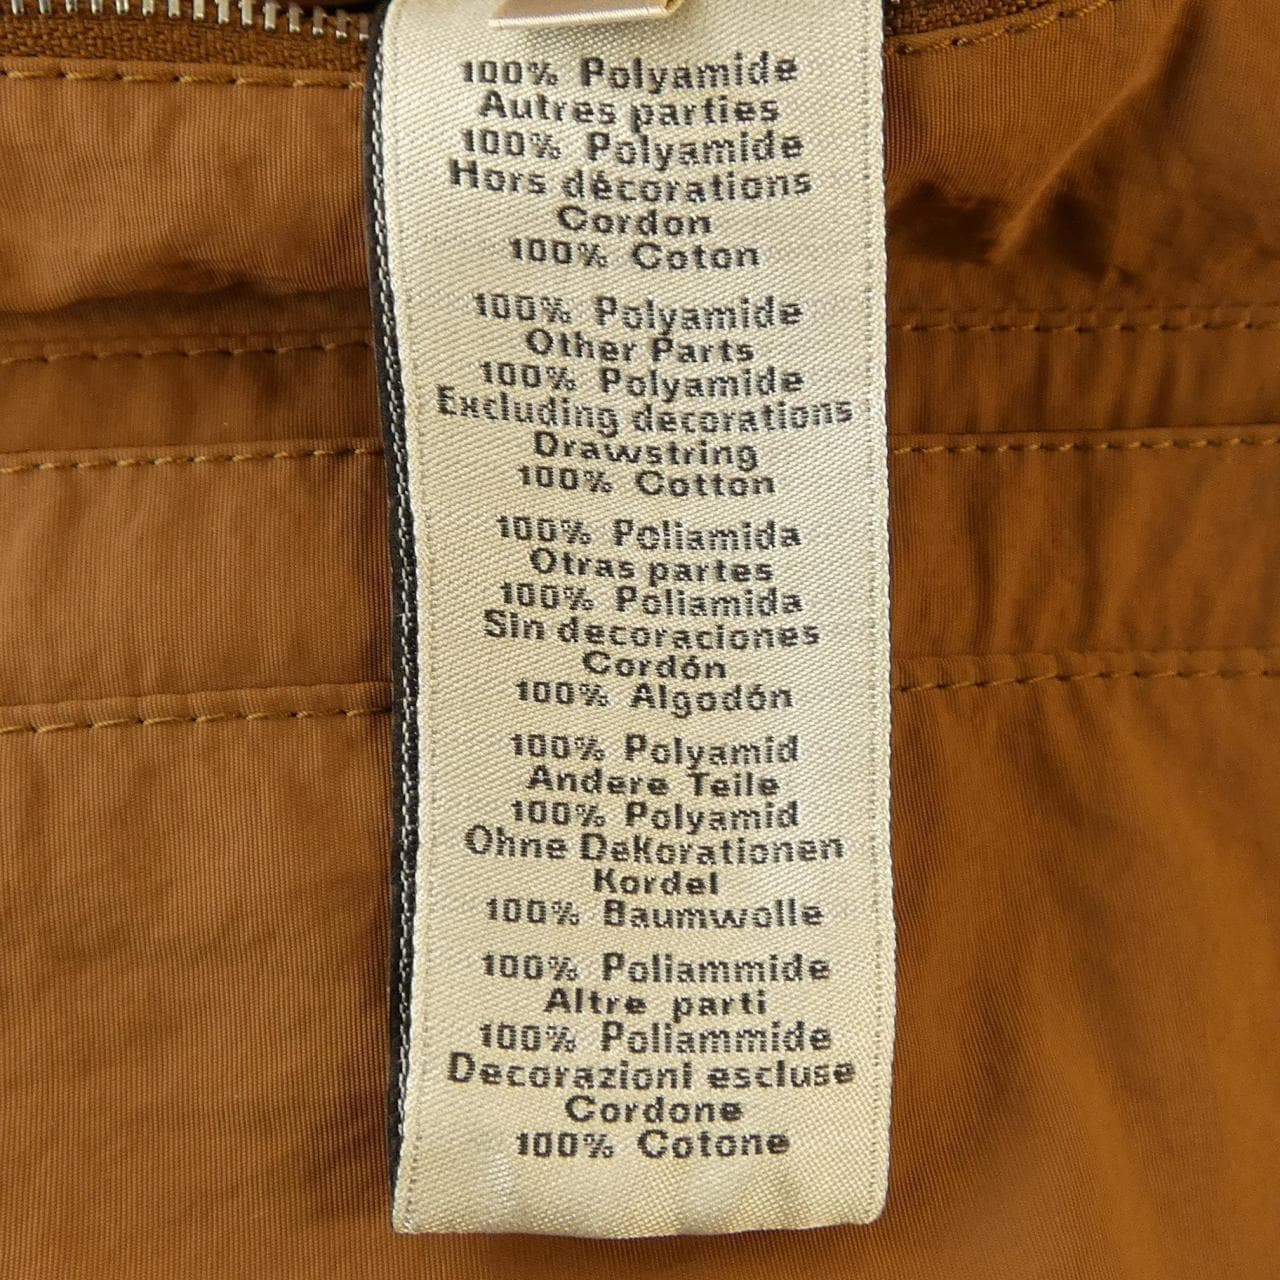 100% Polyamide
Autres parties
100% Polyamide
Hors décorations
Cordon
100% Coton
100% Polyamide
Other Parts
100% Polyamide
Excluding decorations
Drawstring
100% Cotton
100% Poliamida
Otras partes
100% Poliamida
Sin decoraciones
Cordón
100% Algodón
100% Polyamid
Andere Teile
100% Polyamid
Ohne DeKorationen
Kordel
100% Baumwolle
100% Poliammide
Altre parti
100% Poliammide
Decorazioni escluse
Cordone
100% Cotone